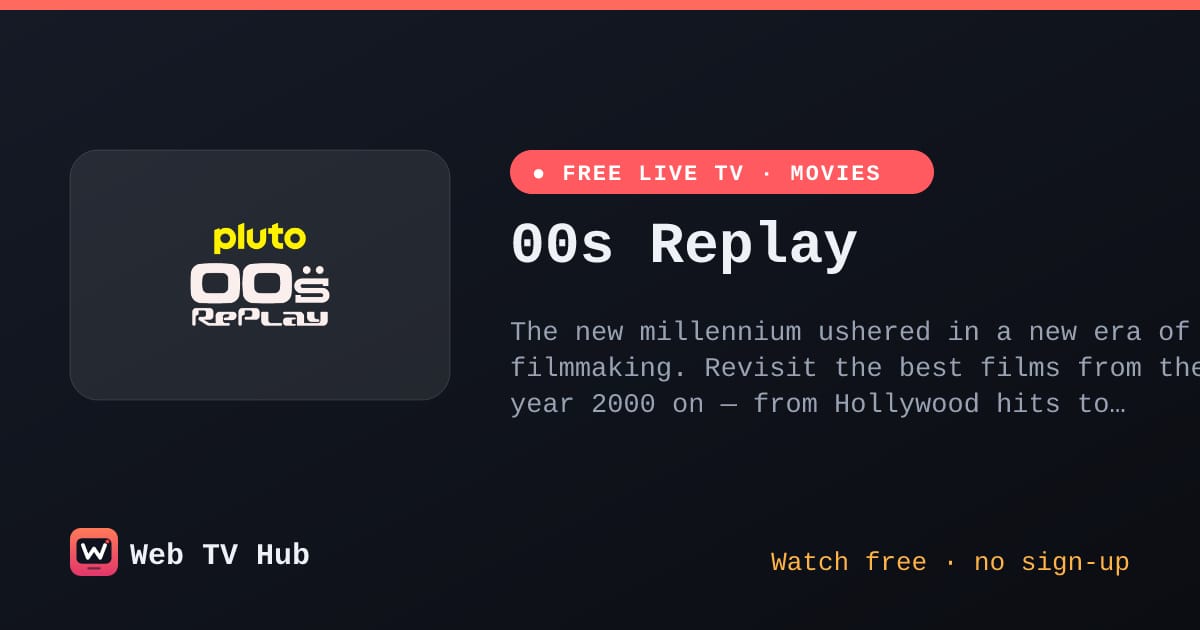 pluto
00s
Replay
● FREE LIVE TV · MOVIES
00s Replay
The new millennium ushered in a new era of
filmmaking. Revisit the best films from the
year 2000 on — from Hollywood hits to…
W
Web TV Hub
Watch free · no sign-up